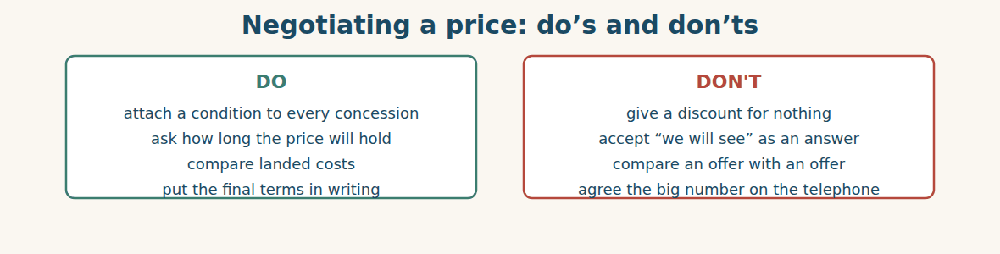 Negotiating a price: do’s and don’ts
DO
attach a condition to every concession
ask how long the price will hold
compare landed costs
put the final terms in writing
DON'T
give a discount for nothing
accept “we will see” as an answer
compare an offer with an offer
agree the big number on the telephone